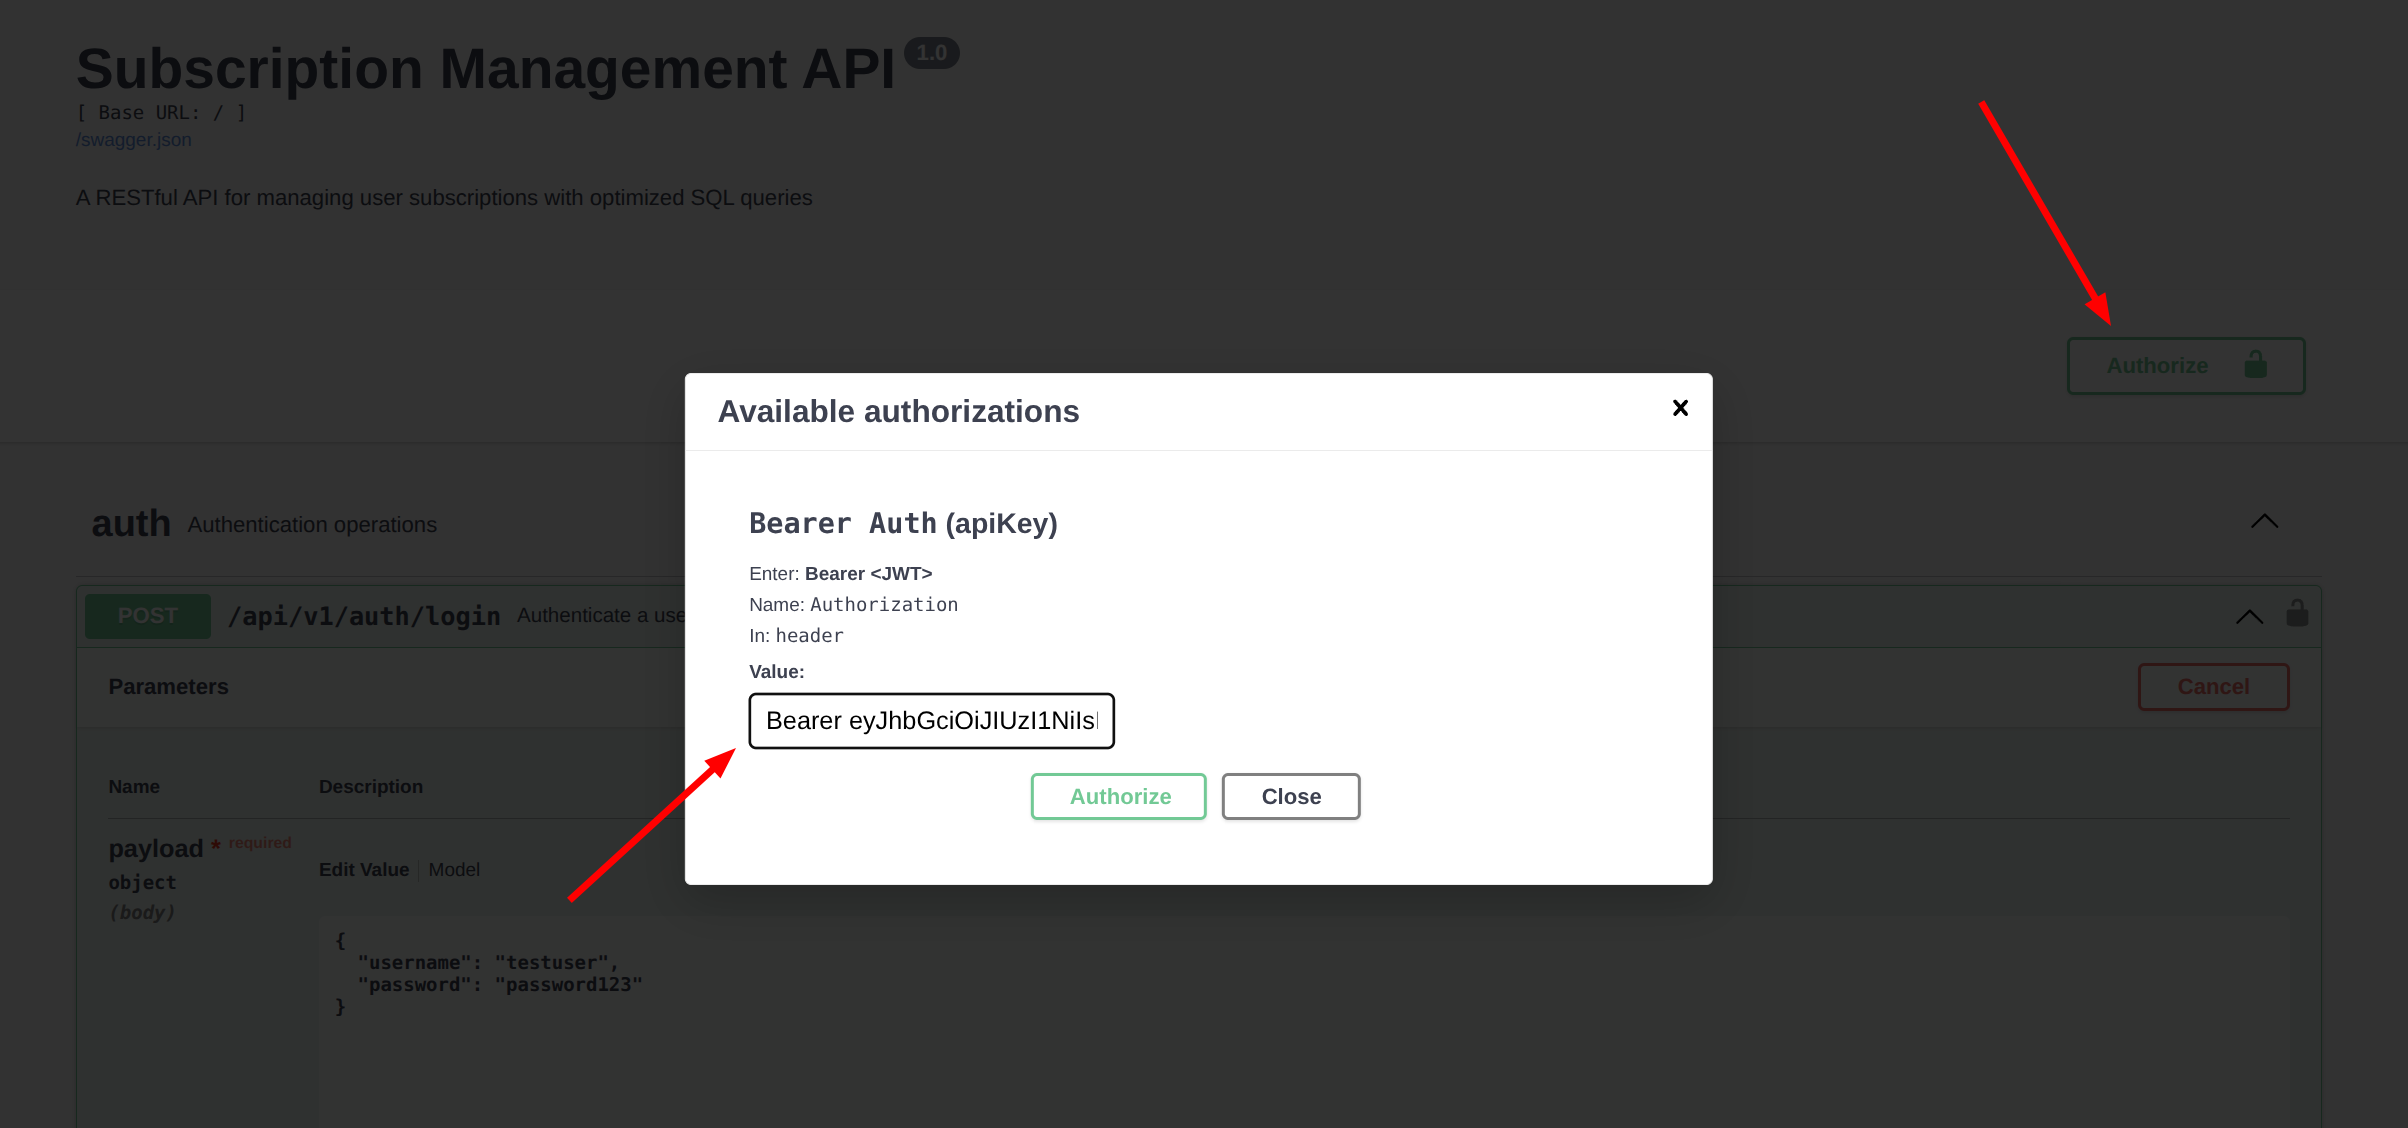 Subscription Management API 1.0
[ Base URL: / ]
/swagger.json
A RESTful API for managing user subscriptions with optimized SQL queries
Authorize
Available authorizations
Bearer Auth (apiKey)
Enter: Bearer <JWT>
Name: Authorization
In: header
Value:
Bearer eyJhbGciOiJIUzI1NiIs
Authorize Close
auth Authentication operations
POST /api/v1/auth/login Authenticate a use
Parameters Cancel
Name Description
payload * required
object
(body)
Edit Value Model
{
"username": "testuser",
"password": "password123"
}